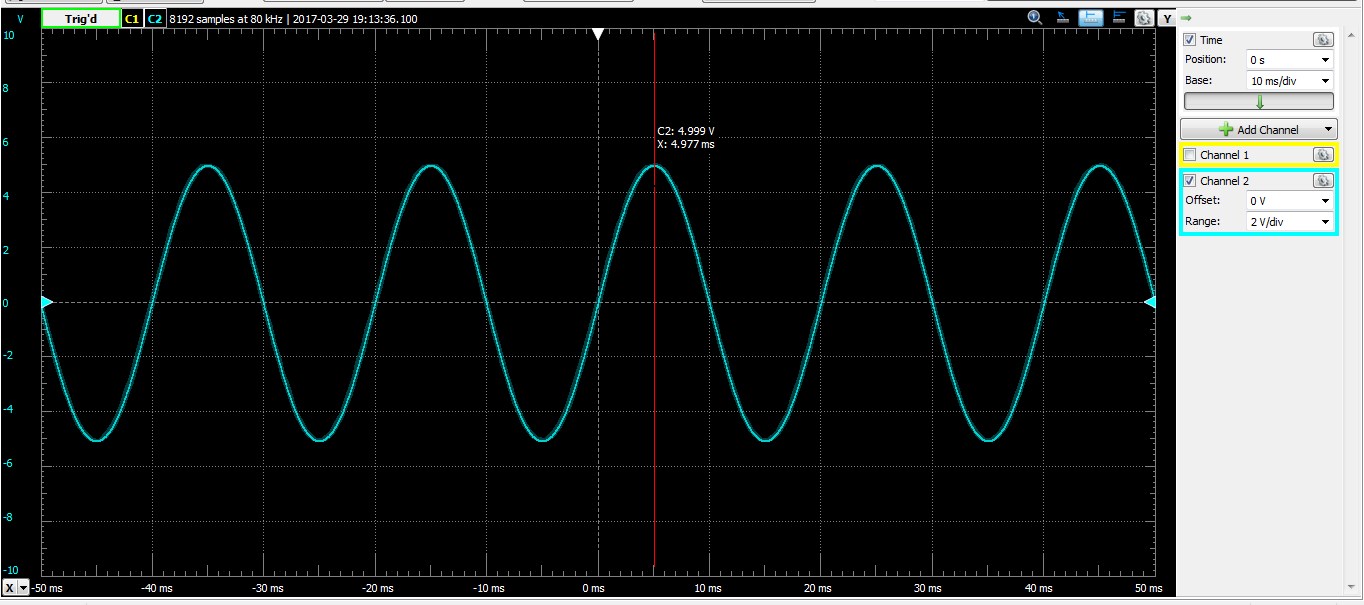 V Trig'd C1 C2 8192 samples at 80 kHz | 2017-03-29 19:13:36.100 Y
10
8
6
4
2
0
-2
-4
-6
-8
-10
C2: 4.999 V
X: 4.977 ms
X -50 ms -40 ms -30 ms -20 ms -10 ms 0 ms 10 ms 20 ms 30 ms 40 ms 50 ms
Time
Position: 0 s
Base: 10 ms/div
Add Channel
Channel 1
Channel 2
Offset: 0 V
Range: 2 V/div